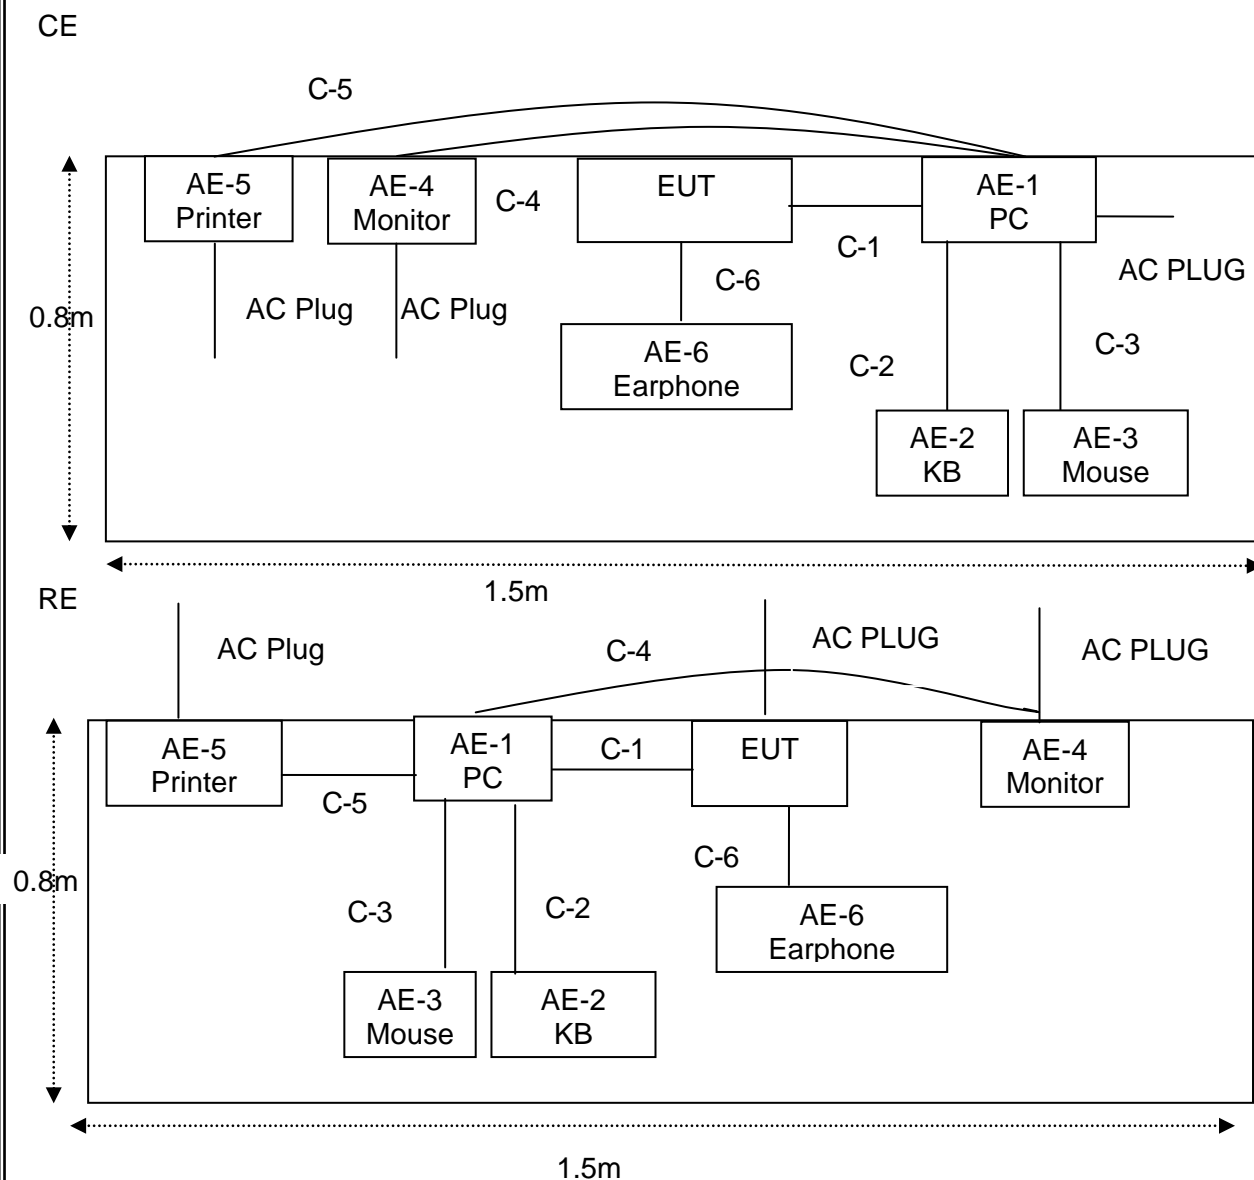 CE
C-5
AE-5
Printer
AE-4
Monitor
C-4
EUT
AE-1
PC
C-1
AC PLUG
C-6
AC Plug
AC Plug
0.8m
AE-6
Earphone
C-2
C-3
AE-2
KB
AE-3
Mouse
1.5m
RE
AC Plug
C-4
AC PLUG
AC PLUG
AE-5
Printer
AE-1
PC
C-1
EUT
AE-4
Monitor
C-5
C-6
0.8m
C-3
C-2
AE-6
Earphone
AE-3
Mouse
AE-2
KB
1.5m